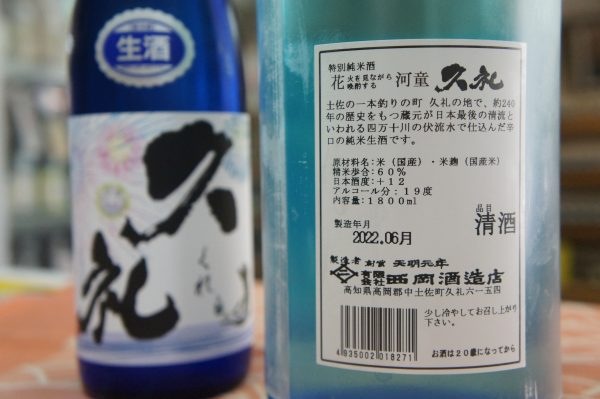 生酒
久礼
くれ
特別純米酒
花火を見ながら晩酌する河童 久礼
土佐の一本釣りの町 久礼の地で、約240
年の歴史をもつ蔵元が日本最後の清流と
いわれる四万十川の伏流水で仕込んだ辛
口の純米生酒です。
原材料名：米（国産）・米麹（国産米）
精米歩合：60％
日本酒度：＋12
アルコール分：19度
内容量：1800ml
品目
清酒
製造年月
2022.06月
製造者 創業 天明元年
有限会社 西岡酒造店
高知県高岡郡中土佐町久礼六一五四
少し冷やしてお召し上がり
下さい。
4935002018271
お酒は20歳になってから